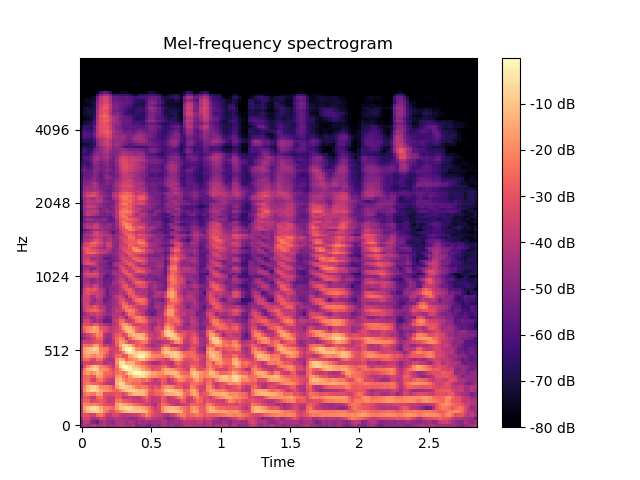 Mel-frequency spectrogram
Hz
4096
2048
1024
512
0
0
0.5
1
1.5
2
2.5
Time
-10 dB
-20 dB
-30 dB
-40 dB
-50 dB
-60 dB
-70 dB
-80 dB